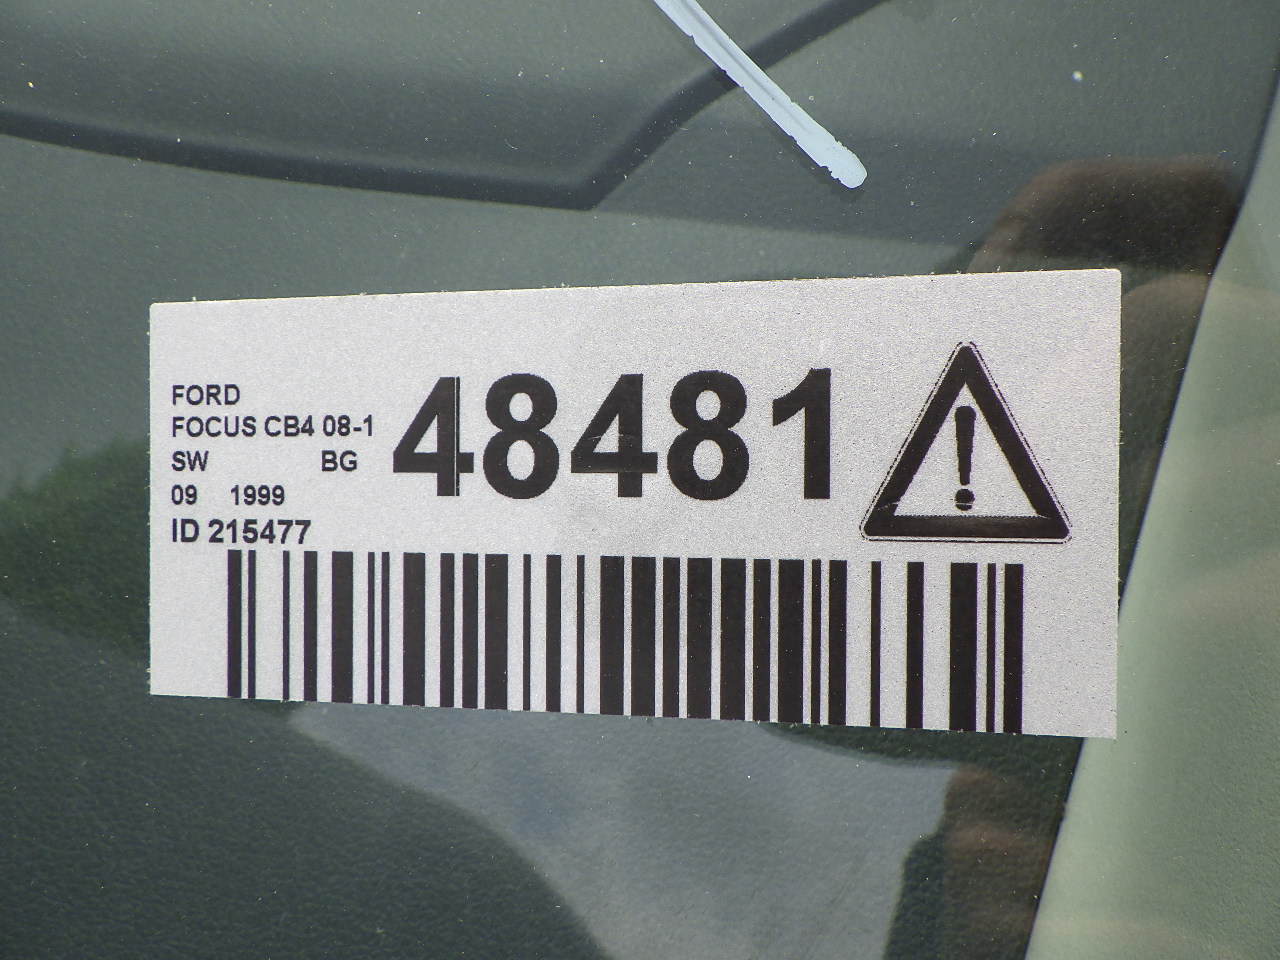 FORD
FOCUS CB4 08-1
SW BG
09 1999
ID 215477
48481
!